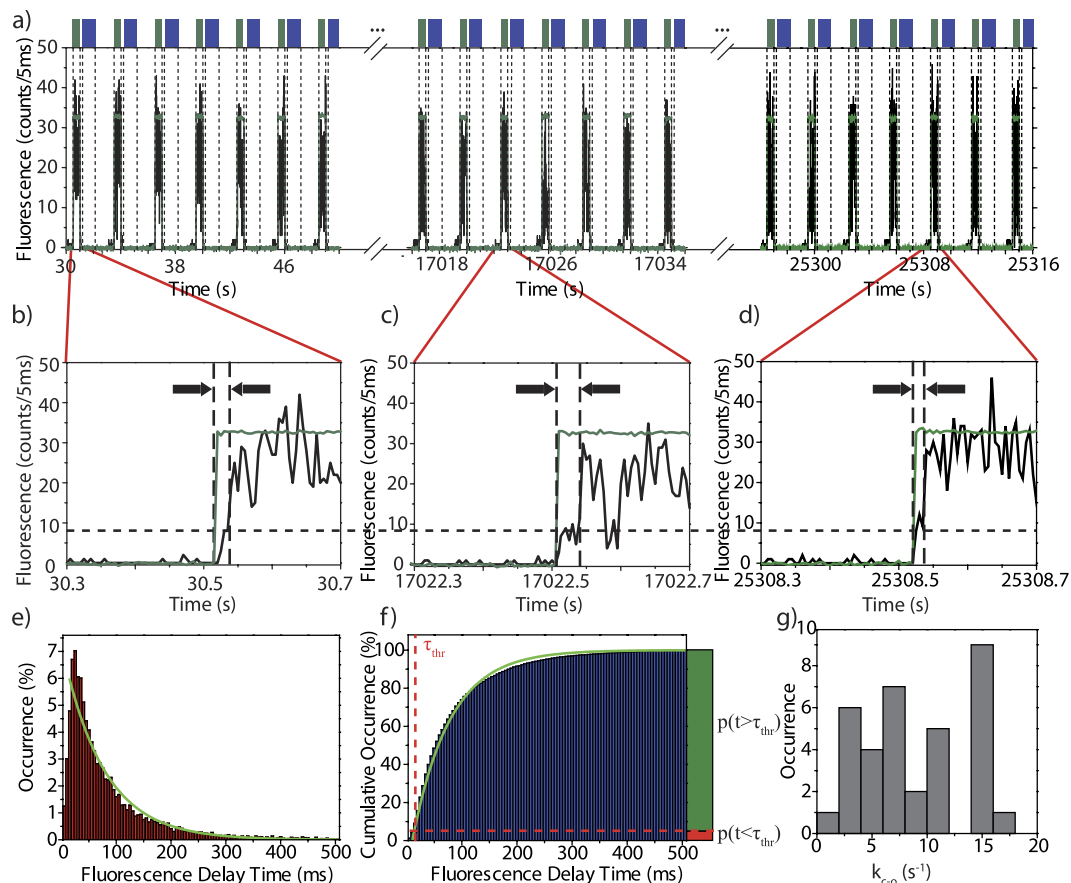 a)
... ...
50
40
30
20
10
0
Fluorescence (counts/5ms)
30 38 46 17018 17026 17034 25300 25308 25316
Time (s) Time (s) Time (s)
b) c) d)
50
40
30
20
10
0
Fluorescence (counts/5ms)
30.3 30.5 30.7
Time (s)
50
40
30
20
10
0
Fluorescence (counts/5ms)
17022.3 17022.5 17022.7
Time (s)
50
40
30
20
10
0
Fluorescence (counts/5ms)
25308.3 25308.5 25308.7
Time (s)
e) f) g)
7
6
5
4
3
2
1
0
Occurrence (%)
0 100 200 300 400 500
Fluorescence Delay Time (ms)
100
80
60
40
20
0
Cumulative Occurrence (%)
τthr
p(t>τthr)
p(t<τthr)
0 100 200 300 400 500
Fluorescence Delay Time (ms)
10
8
6
4
2
0
Occurrence
0 5 10 15 20
kc-o (s-1)